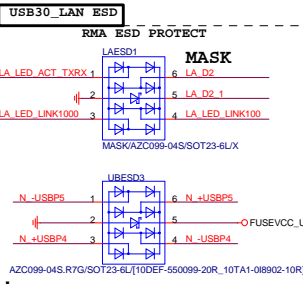 USB30_LAN ESD
RMA ESD PROTECT
LAESD1
MASK
LA_LED_ACT_TXRX 1 6 LA_D2
2 5 LA_D2_1
LA_LED_LINK1000 3 4 LA_LED_LINK100
MASK/AZC099-04S/SOT23-6L/X
UBESD3
N_-USBP5 1 6 N_+USBP5
2 5 FUSEVCC_U
N_+USBP4 3 4 N_-USBP4
AZC099-04S.R7G/SOT23-6L/[10DEF-550099-20R_10TA1-0I8902-10R]